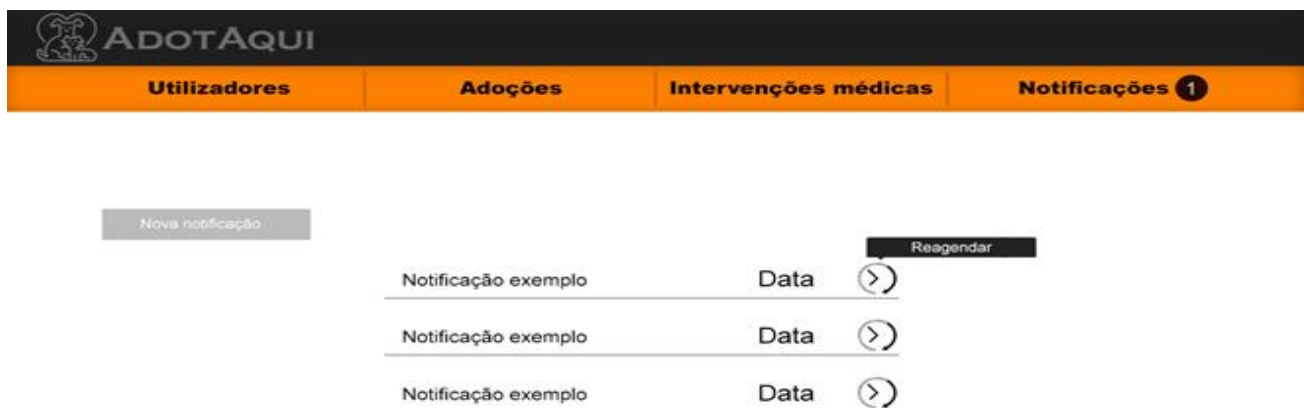 ADOTAQUI
Utilizadores Adoções Intervenções médicas Notificações 1
Nova notificação
Reagendar
Notificação exemplo Data
Notificação exemplo Data
Notificação exemplo Data